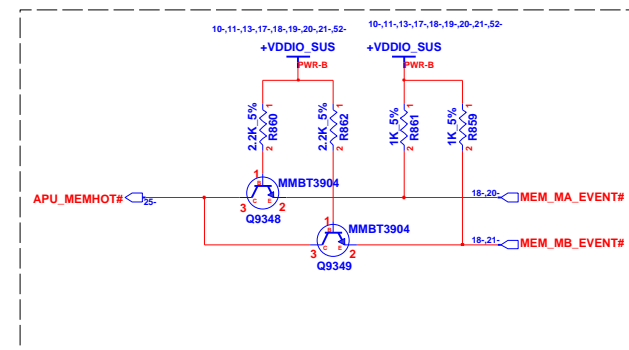 10-,11-,13-,17-,18-,19-,20-,21-,52-
10-,11-,13-,17-,18-,19-,20-,21-,52-
+VDDIO_SUS
+VDDIO_SUS
PWR-B
PWR-B
2.2K_5%
1
2
R860
2.2K_5%
1
2
R862
1K_5%
1
2
R861
1K_5%
1
2
R859
1
B
MMBT3904
C
E
3
2
Q9348
APU_MEMHOT#
25-
18-,20-
MEM_MA_EVENT#
1
B
MMBT3904
C
E
3
2
Q9349
18-,21-
MEM_MB_EVENT#